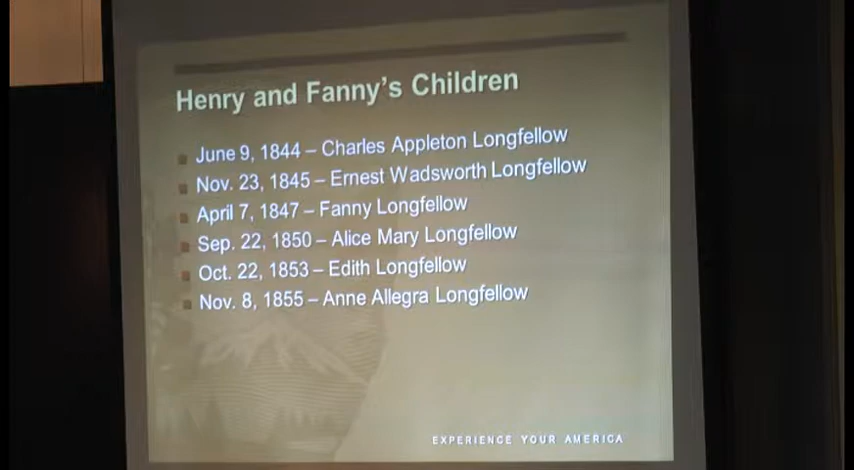 Henry and Fanny's Children
June 9, 1844 – Charles Appleton Longfellow
Nov. 23, 1845 – Ernest Wadsworth Longfellow
April 7, 1847 – Fanny Longfellow
Sep. 22, 1850 – Alice Mary Longfellow
Oct. 22, 1853 – Edith Longfellow
Nov. 8, 1855 – Anne Allegra Longfellow
EXPERIENCE YOUR AMERICA